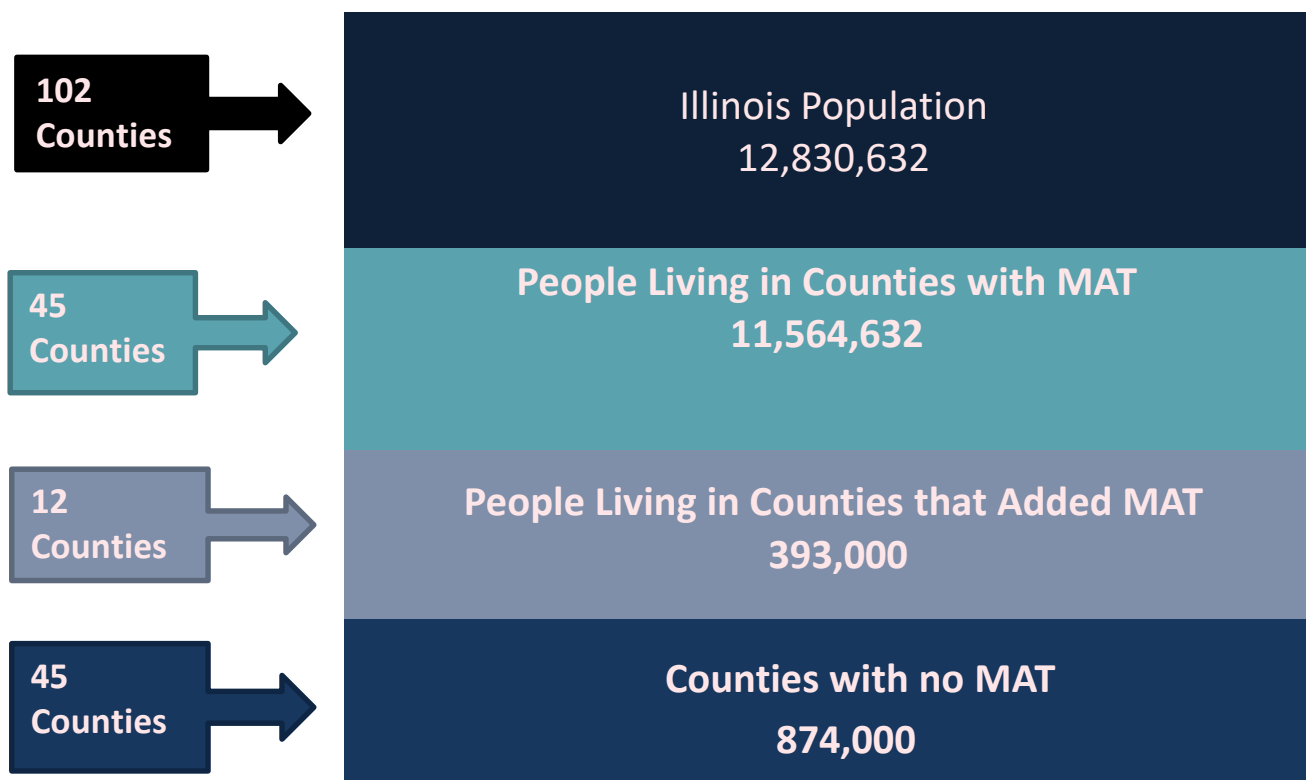 102
Counties
Illinois Population
12,830,632
45
Counties
People Living in Counties with MAT
11,564,632
12
Counties
People Living in Counties that Added MAT
393,000
45
Counties
Counties with no MAT
874,000